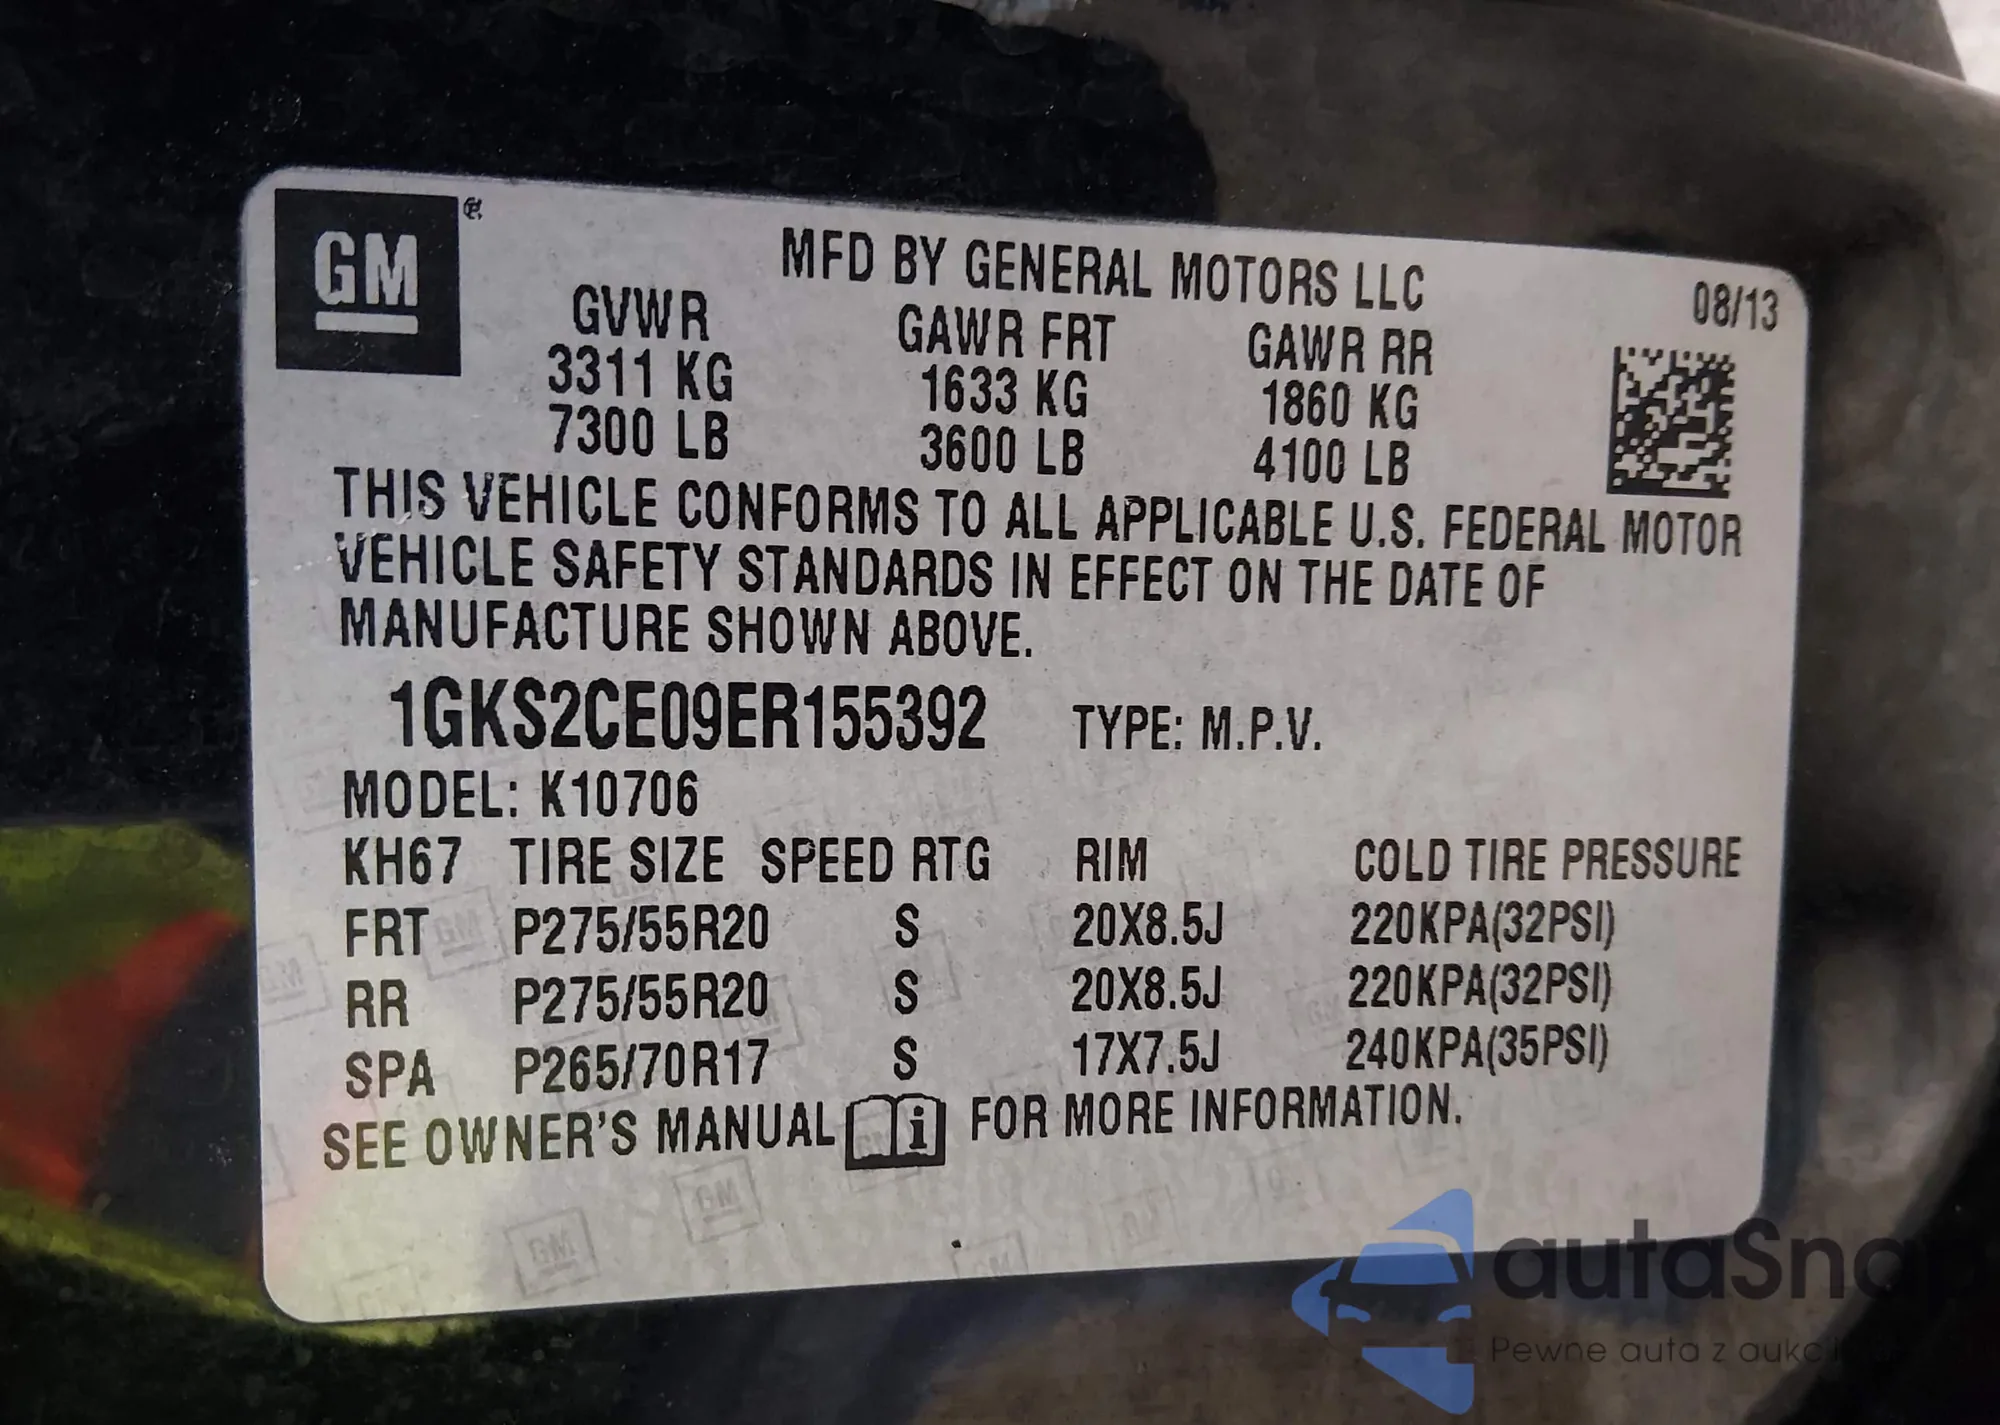 GM
MFD BY GENERAL MOTORS LLC
08/13
GVWR GAWR FRT GAWR RR
3311 KG 1633 KG 1860 KG
7300 LB 3600 LB 4100 LB
THIS VEHICLE CONFORMS TO ALL APPLICABLE U.S. FEDERAL MOTOR
VEHICLE SAFETY STANDARDS IN EFFECT ON THE DATE OF
MANUFACTURE SHOWN ABOVE.
1GKS2CE09ER155392 TYPE: M.P.V.
MODEL: K10706
KH67 TIRE SIZE SPEED RTG RIM COLD TIRE PRESSURE
FRT P275/55R20 S 20X8.5J 220KPA(32PSI)
RR P275/55R20 S 20X8.5J 220KPA(32PSI)
SPA P265/70R17 S 17X7.5J 240KPA(35PSI)
SEE OWNER'S MANUAL i FOR MORE INFORMATION.
Pewne auta z